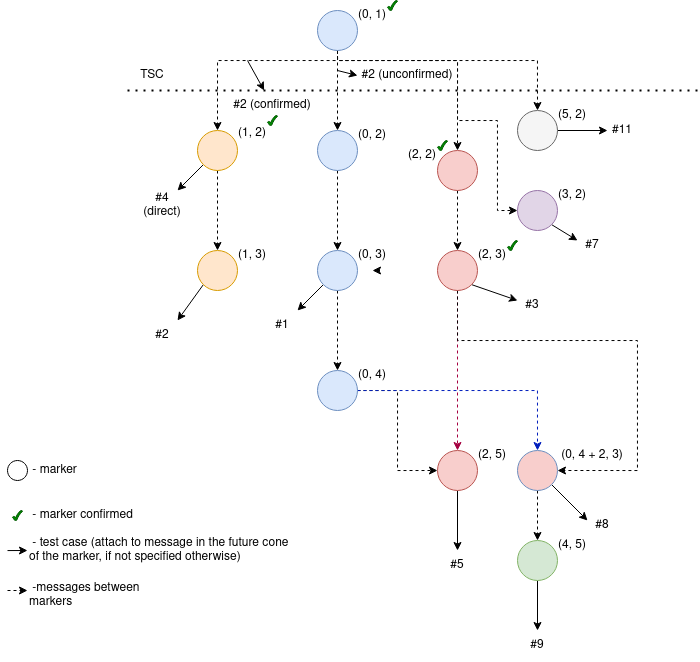 (0, 1)
TSC
#2 (unconfirmed)
#2 (confirmed)
(5, 2)
#11
(1, 2)
(0, 2)
(2, 2)
(3, 2)
#4
(direct)
#7
(1, 3)
(0, 3)
(2, 3)
#3
#2
#1
(0, 4)
(2, 5)
(0, 4 + 2, 3)
#8
#5
(4, 5)
#9
- marker
- marker confirmed
- test case (attach to message in the future cone
of the marker, if not specified otherwise)
-messages between
markers